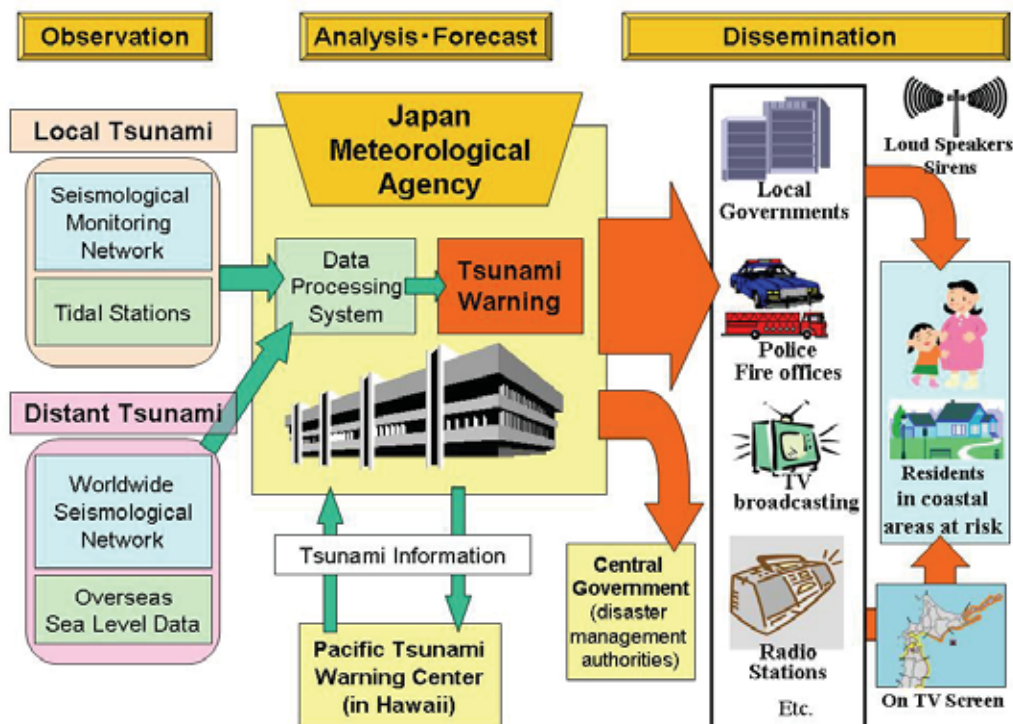 Observation
Analysis・Forecast
Dissemination
Local Tsunami
Seismological
Monitoring
Network
Tidal Stations
Distant Tsunami
Worldwide
Seismological
Network
Overseas
Sea Level Data
Japan
Meteorological
Agency
Data
Processing
System
Tsunami
Warning
Tsunami Information
Pacific Tsunami
Warning Center
(in Hawaii)
Central
Government
(disaster
management
authorities)
Local
Governments
Police
Fire offices
TV
broadcasting
Radio
Stations
Etc.
Loud Speakers
Sirens
Residents
in coastal
areas at risk
On TV Screen